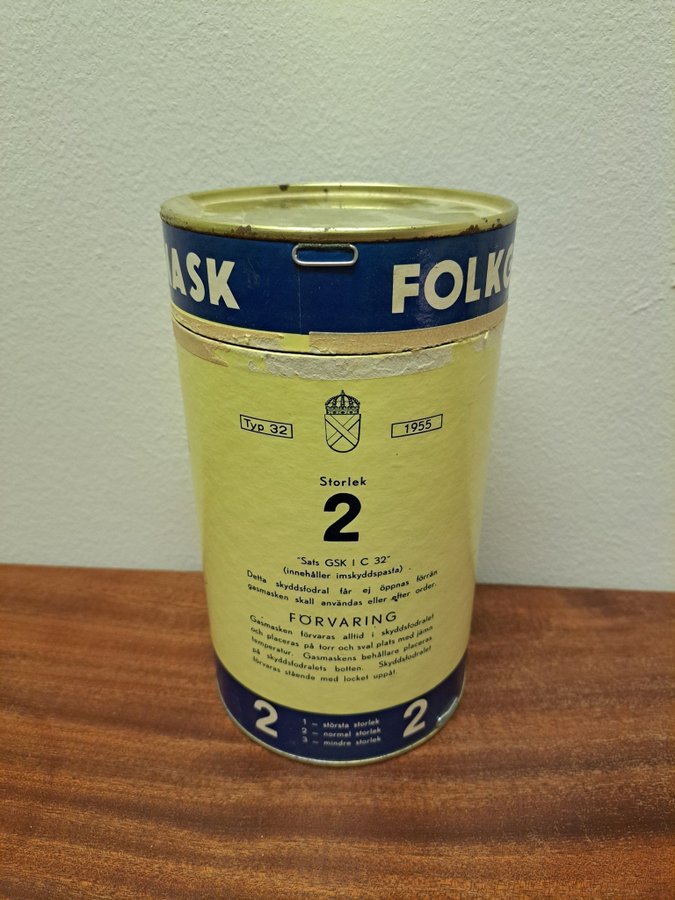 MASK FOLKG
Typ 32 1955
Storlek
2
"Sats GSK I C 32"
(innehåller imskyddspasta)
Detta skyddsfodral får ej öppnas förrän
gasmasken skall användas eller efter order.
FÖRVARING
Gasmasken förvaras alltid i skyddsfodralet
och placeras på torr och sval plats med jämn
temperatur. Gasmaskens behållare placeras
på skyddsfodralets botten. Skyddsfodralet
förvaras stående med locket uppåt.
2 2
1 – största storlek
2 – normal storlek
3 – mindre storlek